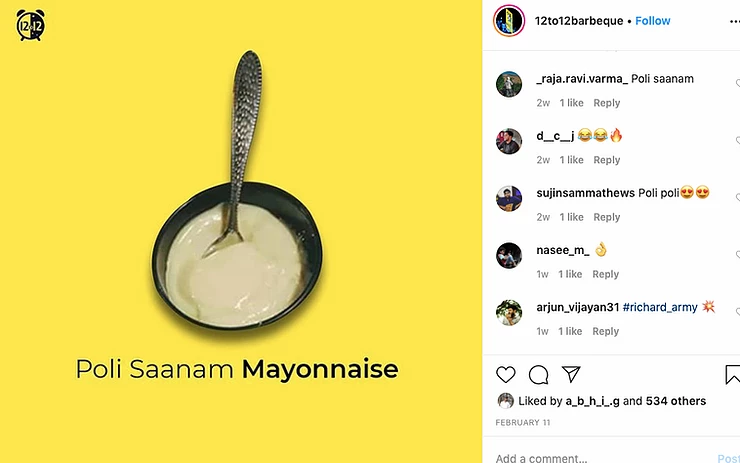 12to12
Poli Saanam Mayonnaise
12to12barbeque • Follow
_raja.ravi.varma_ Poli saanam
2w 1 like Reply
d__c__j 😂😂🔥
2w 1 like Reply
sujinsammathews Poli poli😍😍
2w 1 like Reply
nasee_m_ 👌
1w 1 like Reply
arjun_vijayan31 #richard_army 💥
1w 1 like Reply
Liked by a_b_h_i_.g and 534 others
FEBRUARY 11
Add a comment...
Post